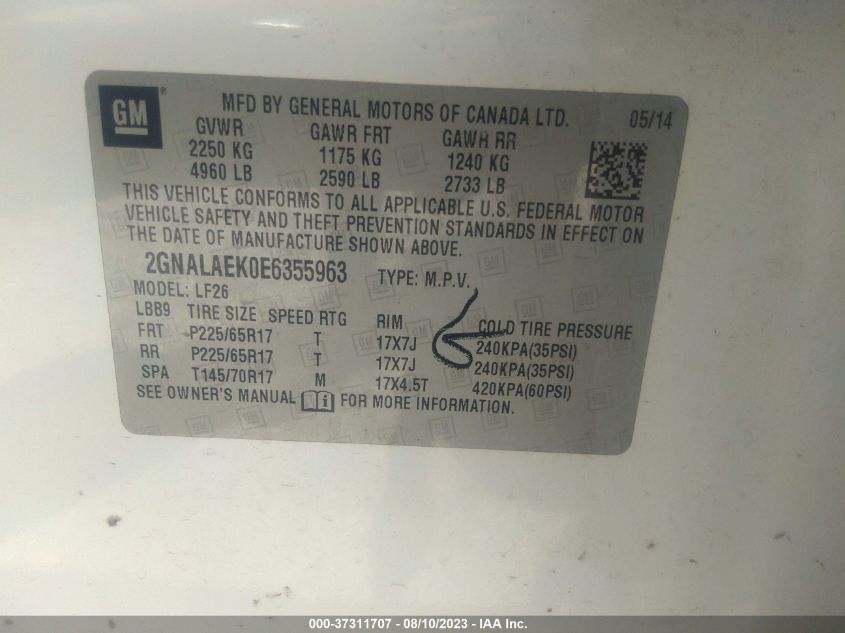 GM
MFD BY GENERAL MOTORS OF CANADA LTD. 05/14
GVWR GAWR FRT GAWR RR
2250 KG 1175 KG 1240 KG
4960 LB 2590 LB 2733 LB
THIS VEHICLE CONFORMS TO ALL APPLICABLE U.S. FEDERAL MOTOR
VEHICLE SAFETY AND THEFT PREVENTION STANDARDS IN EFFECT ON
THE DATE OF MANUFACTURE SHOWN ABOVE.
2GNALAEK0E6355963 TYPE: M.P.V.
MODEL: LF26
LBB9 TIRE SIZE SPEED RTG RIM COLD TIRE PRESSURE
FRT P225/65R17 T 17X7J 240KPA(35PSI)
RR P225/65R17 T 17X7J 240KPA(35PSI)
SPA T145/70R17 M 17X4.5T 420KPA(60PSI)
SEE OWNER'S MANUAL i FOR MORE INFORMATION.
000-37311707 - 08/10/2023 - IAA Inc.